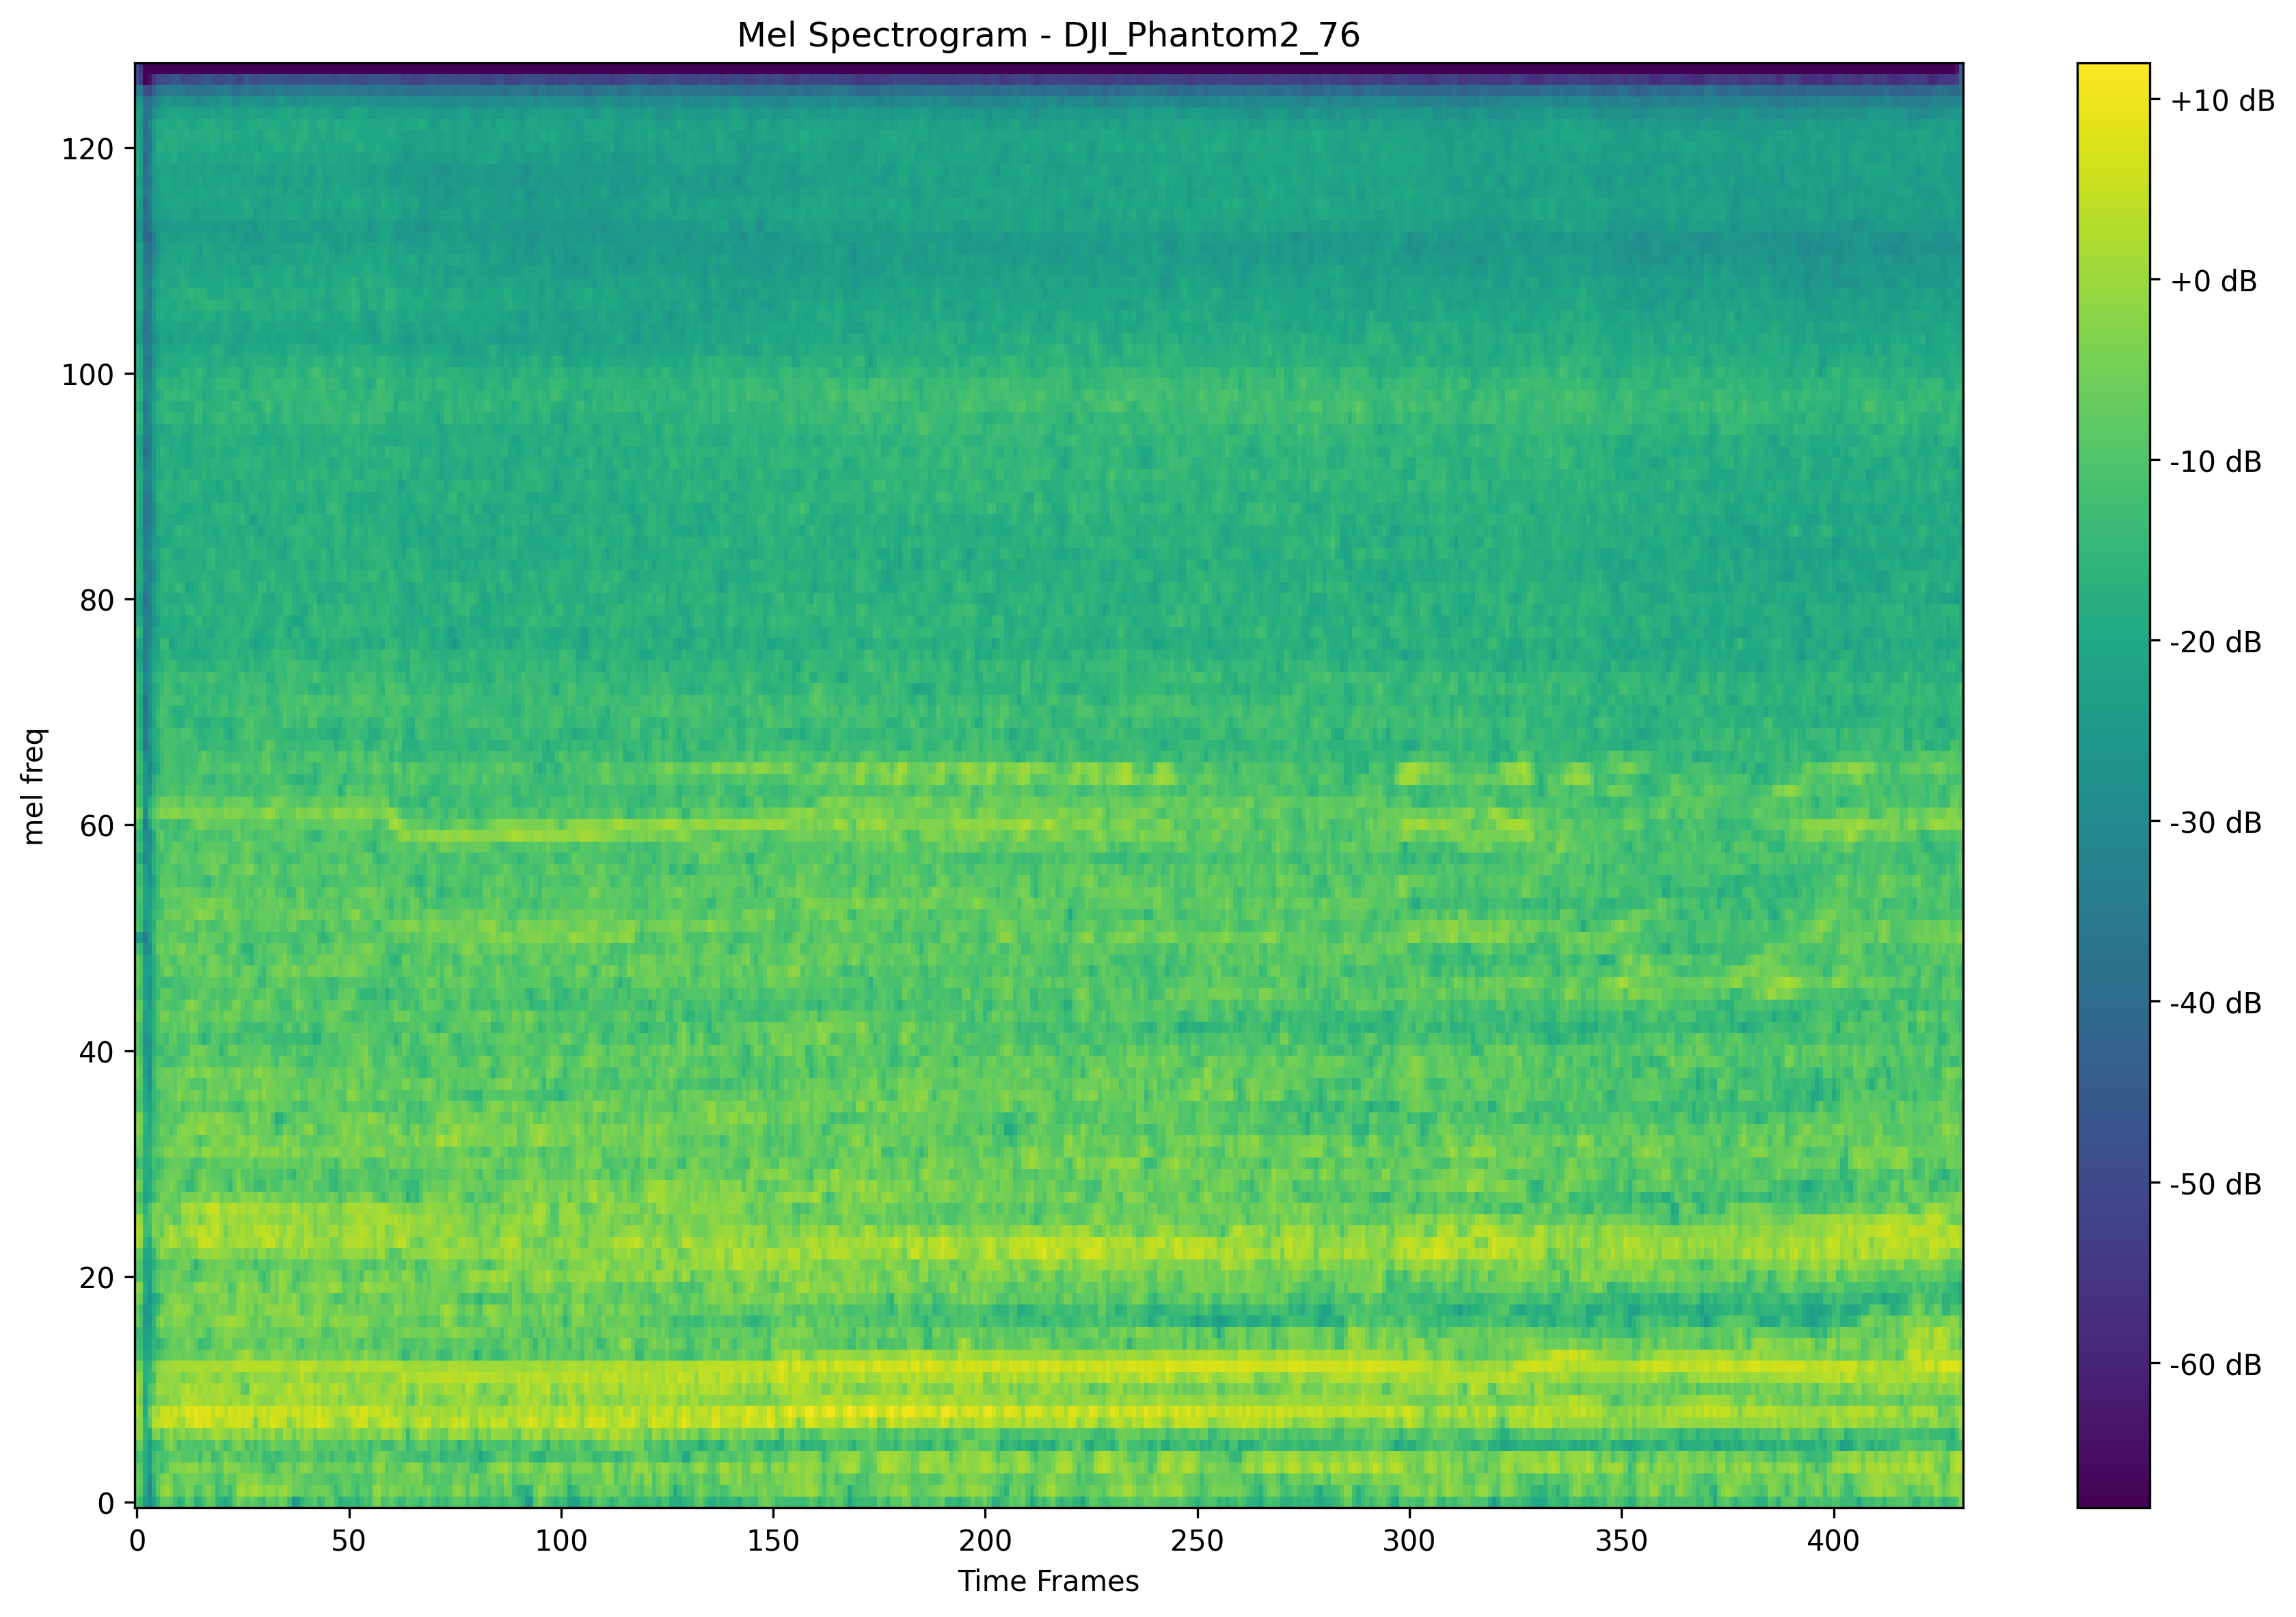 Mel Spectrogram - DJI_Phantom2_76
mel freq
120
100
80
60
40
20
0
0 50 100 150 200 250 300 350 400
Time Frames
+10 dB
+0 dB
-10 dB
-20 dB
-30 dB
-40 dB
-50 dB
-60 dB